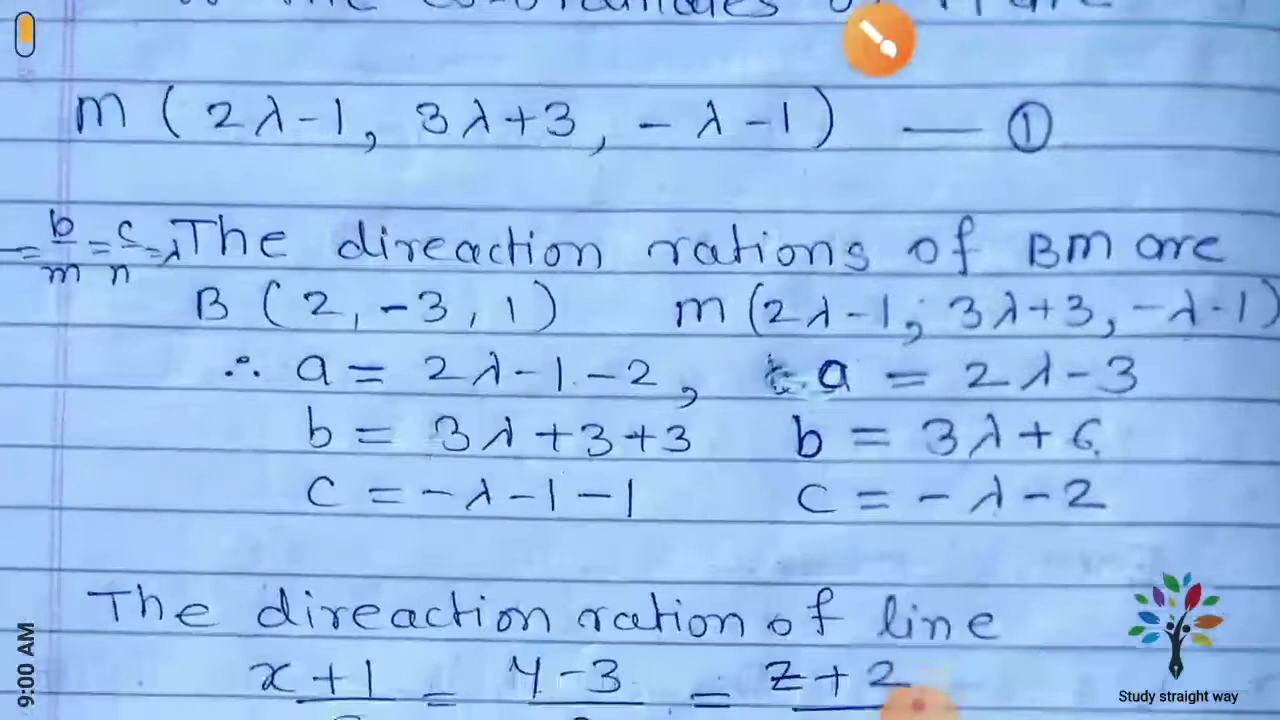 m ( 2λ-1, 3λ+3, -λ-1) — ①
= b/m = c/n = λ The direaction rations of BM are
B ( 2, -3, 1) m (2λ-1, 3λ+3, -λ-1)
∴ a = 2λ-1-2, a = 2λ-3
b = 3λ+3+3 b = 3λ+6
c = -λ-1-1 c = -λ-2
The direaction ration of line
x+1 = y-3 = z+2
9:00 AM
Study straight way